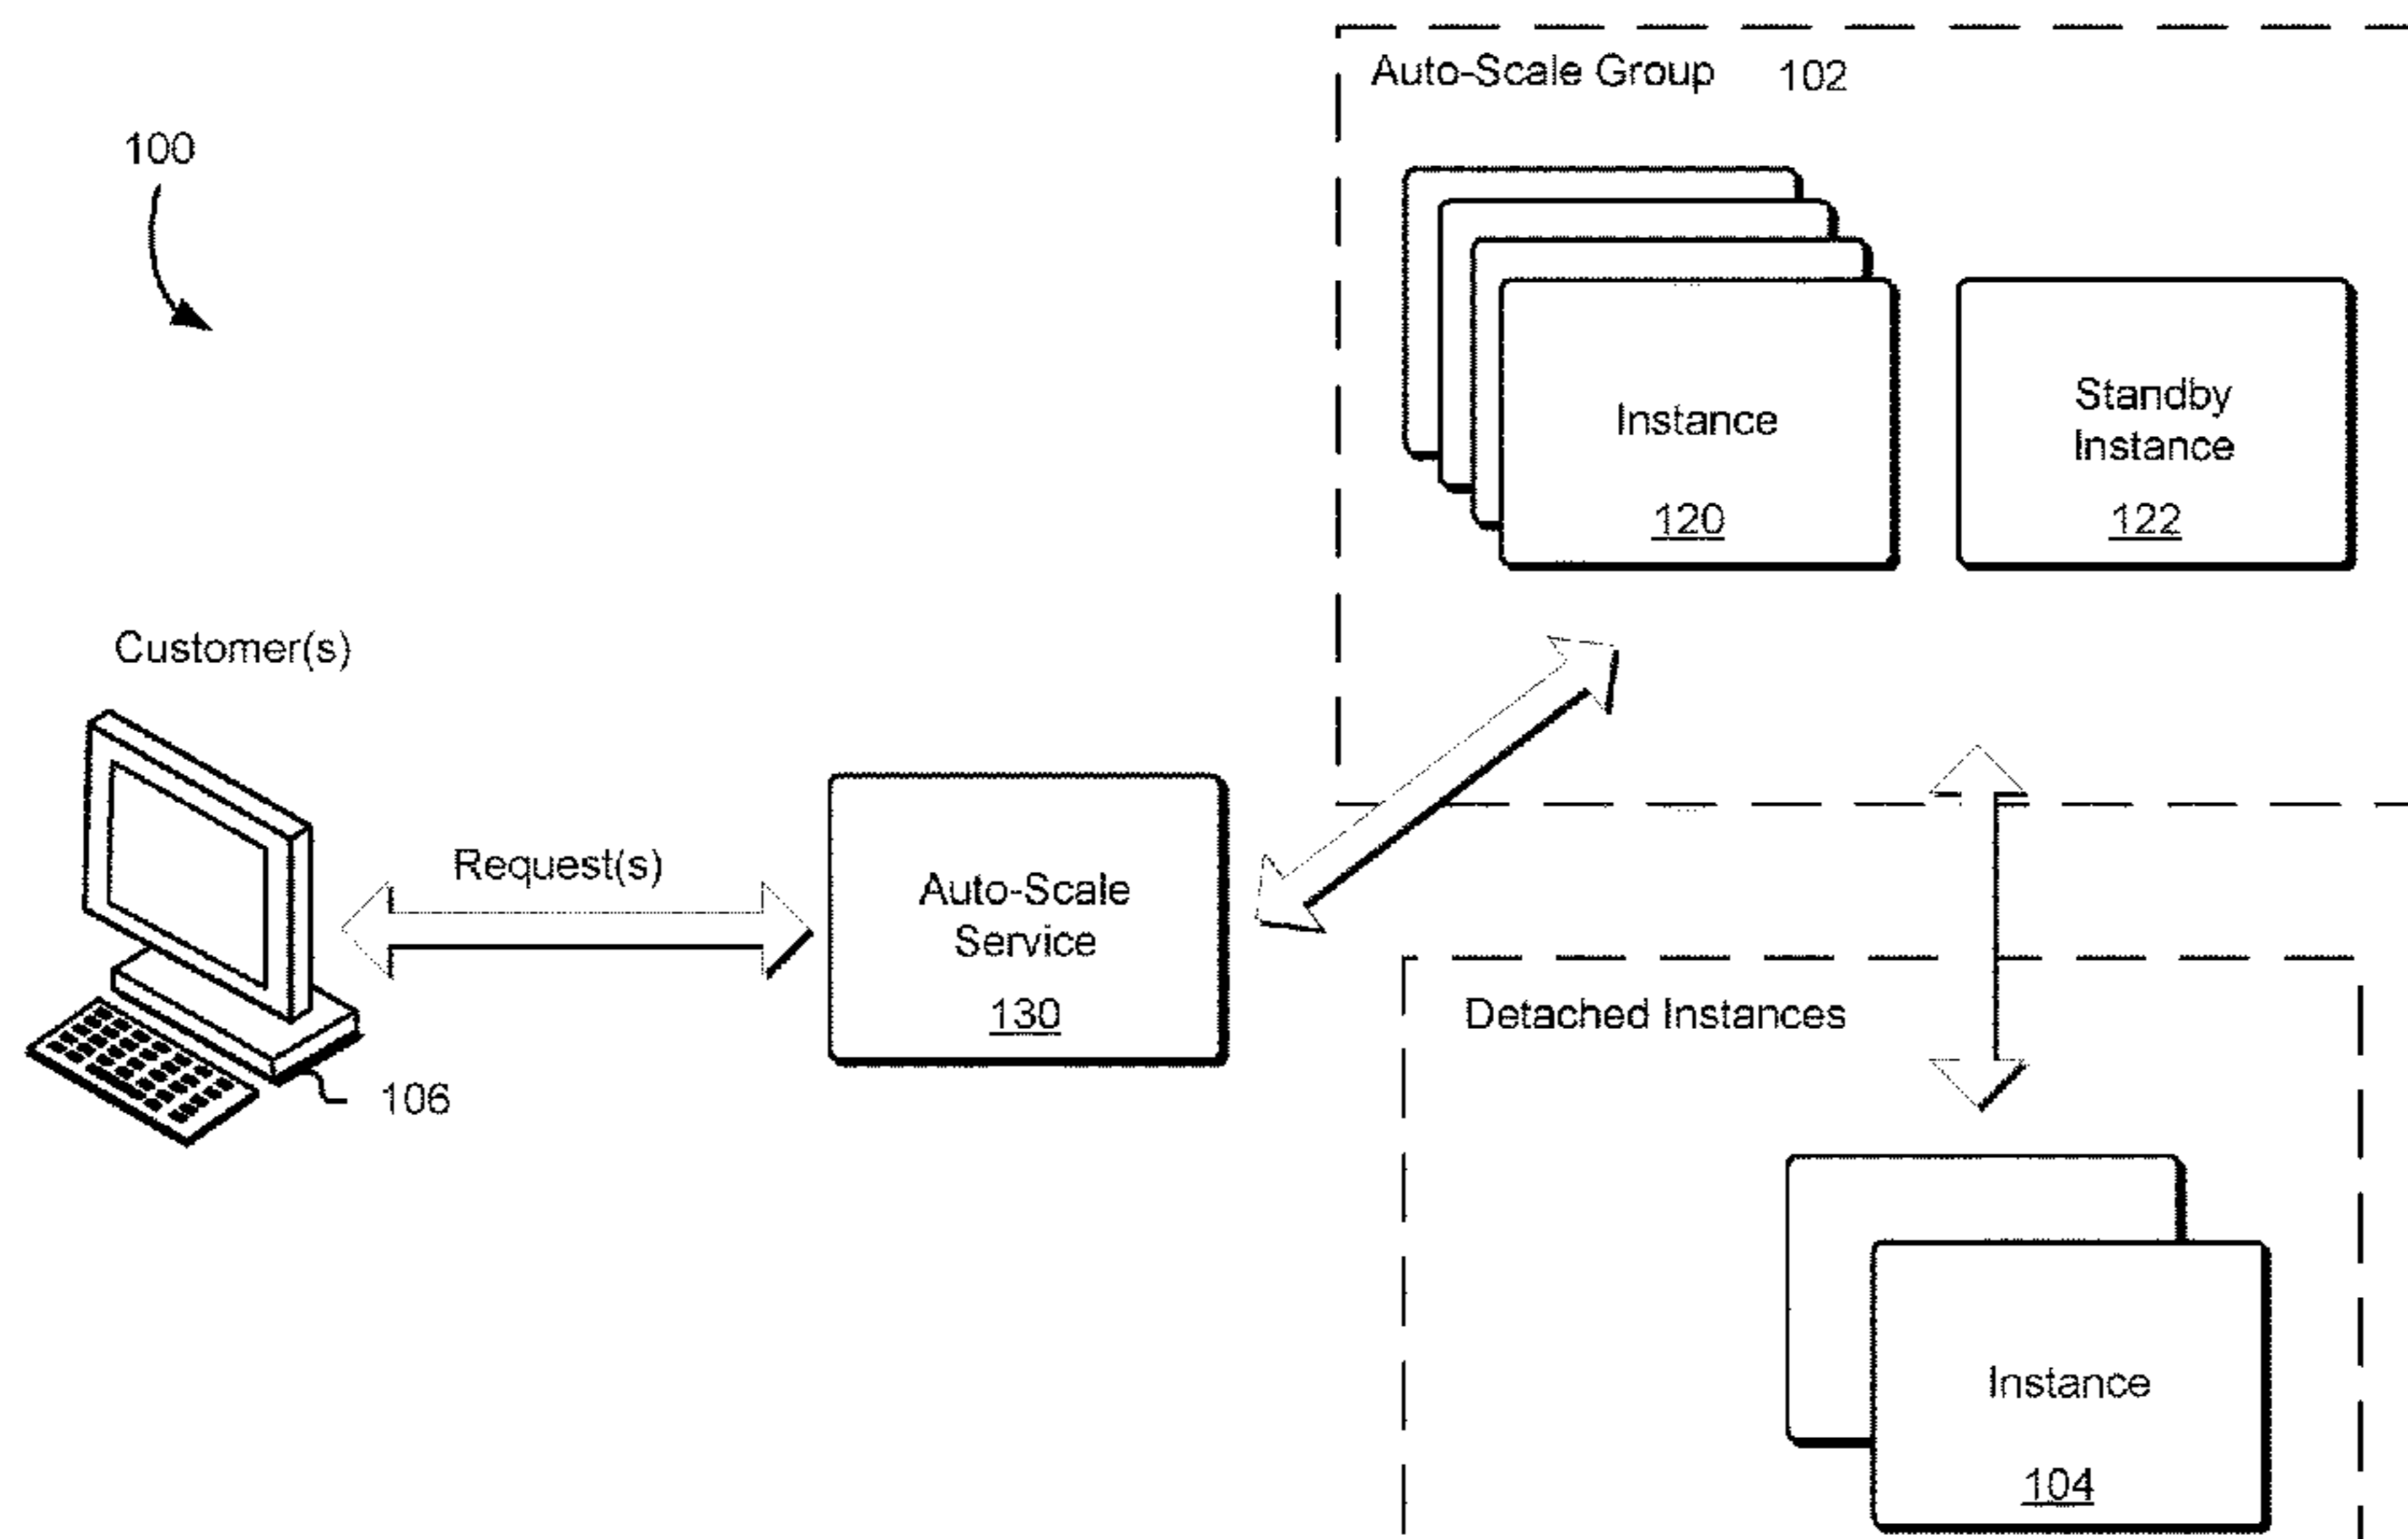 Auto-Scale Group 102
100
Instance
120
Standby
Instance
122
Customer(s)
Request(s)
Auto-Scale
Service
130
106
Detached Instances
Instance
104